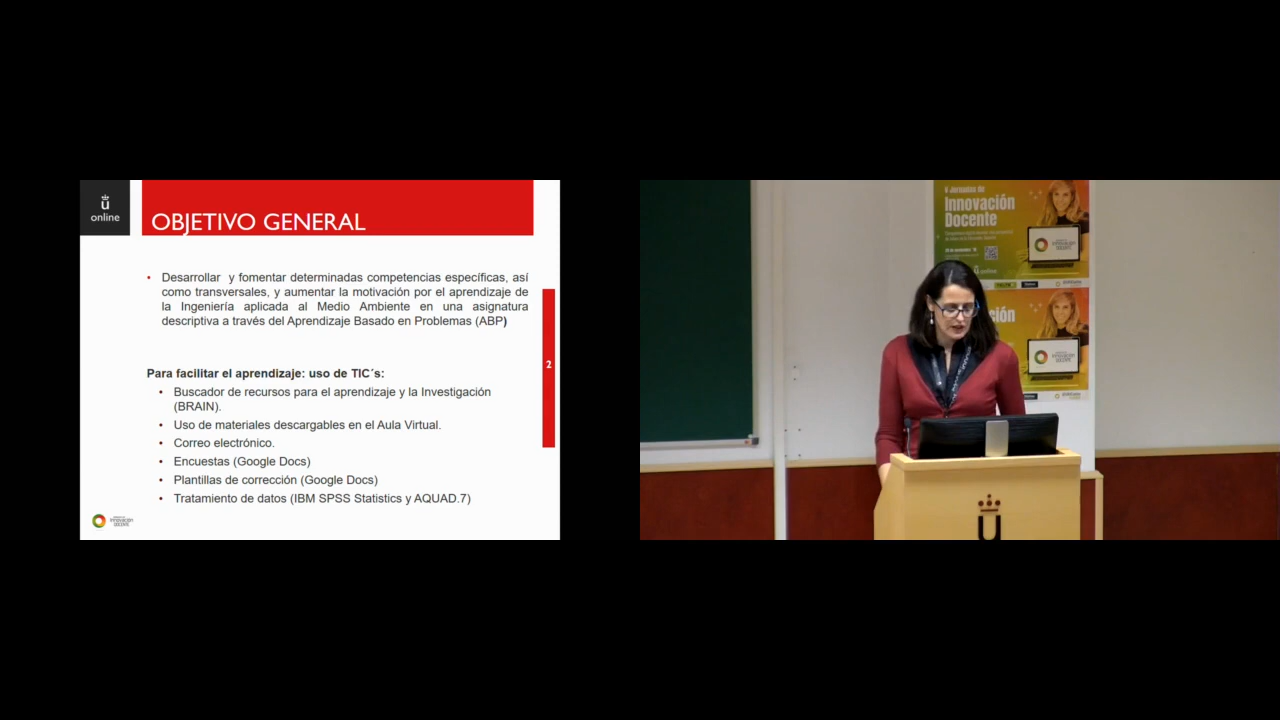 ü
online
OBJETIVO GENERAL
• Desarrollar y fomentar determinadas competencias específicas, así
como transversales, y aumentar la motivación por el aprendizaje de
la Ingeniería aplicada al Medio Ambiente en una asignatura
descriptiva a través del Aprendizaje Basado en Problemas (ABP)
2
Para facilitar el aprendizaje: uso de TIC´s:
• Buscador de recursos para el aprendizaje y la Investigación
(BRAIN).
• Uso de materiales descargables en el Aula Virtual.
• Correo electrónico.
• Encuestas (Google Docs)
• Plantillas de corrección (Google Docs)
• Tratamiento de datos (IBM SPSS Statistics y AQUAD.7)
innovación
V Jornadas de
Innovación
Docente
sión